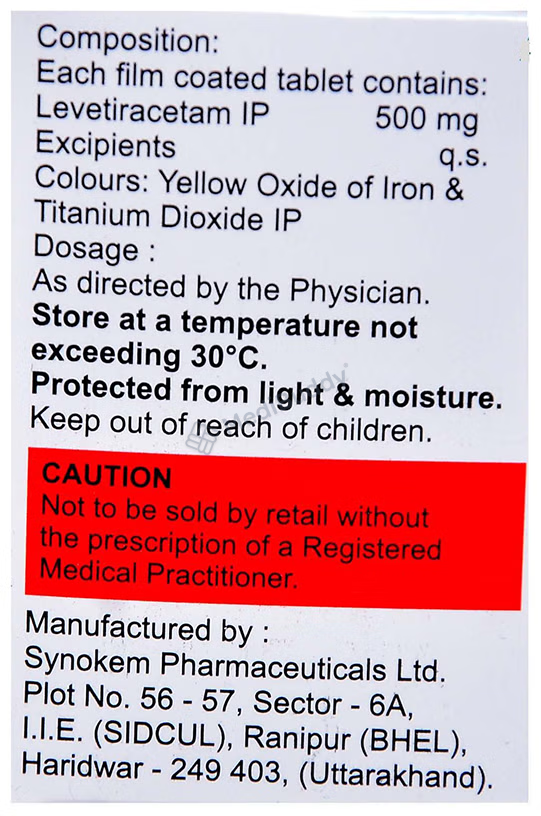 Composition:
Each film coated tablet contains:
Levetiracetam IP 500 mg
Excipients q.s.
Colours: Yellow Oxide of Iron &
Titanium Dioxide IP
Dosage :
As directed by the Physician.
Store at a temperature not
exceeding 30°C.
Protected from light & moisture.
Keep out of reach of children.
CAUTION
Not to be sold by retail without
the prescription of a Registered
Medical Practitioner.
Manufactured by :
Synokem Pharmaceuticals Ltd.
Plot No. 56 - 57, Sector - 6A,
I.I.E. (SIDCUL), Ranipur (BHEL),
Haridwar - 249 403, (Uttarakhand).